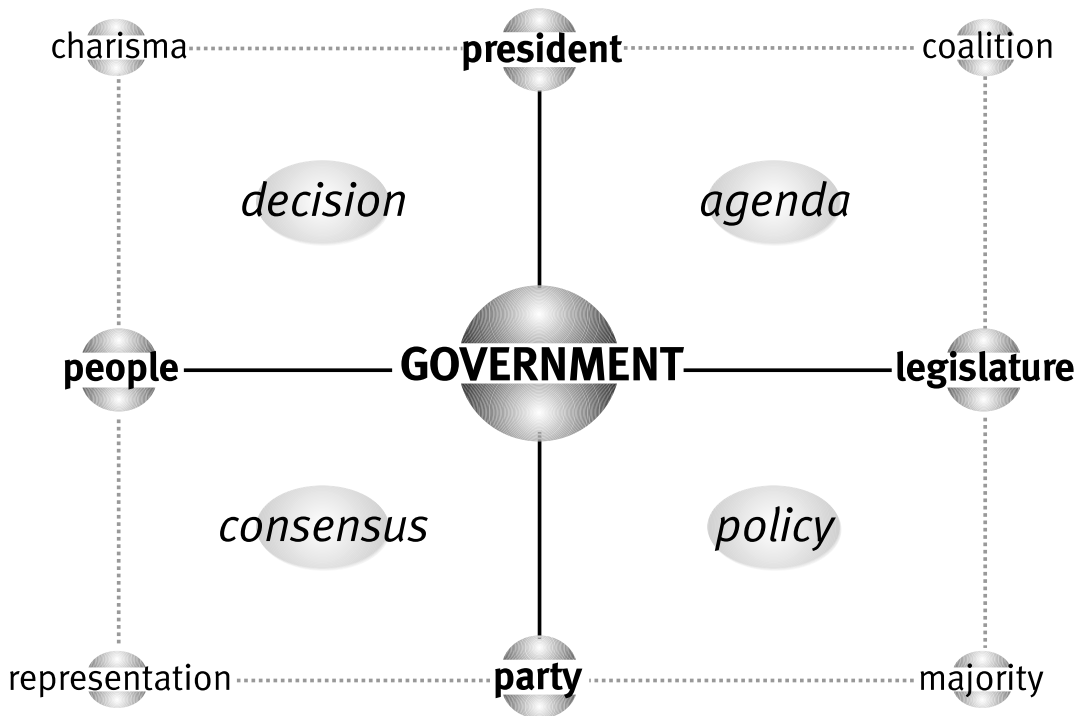 charisma president coalition
decision agenda
people GOVERNMENT legislature
consensus policy
representation party majority